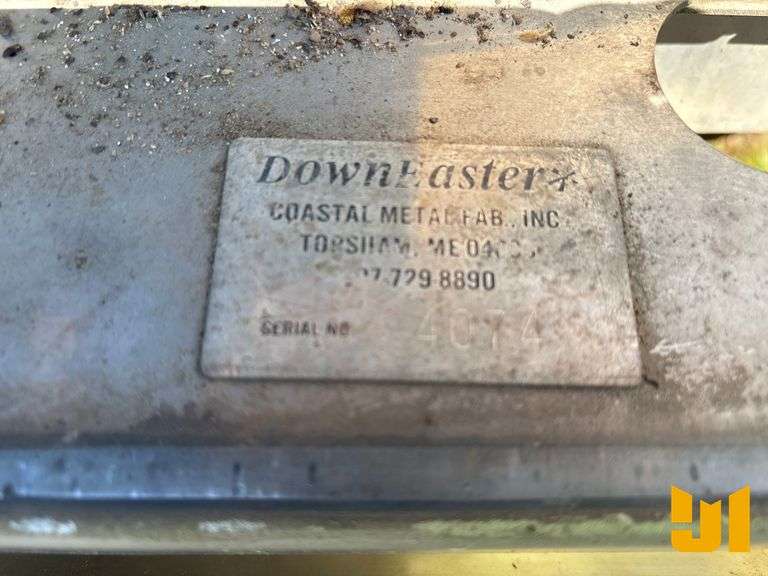 DownEaster
COASTAL METAL FAB., INC
TOPSHAM, ME
729 8890
SERIAL NO 4074